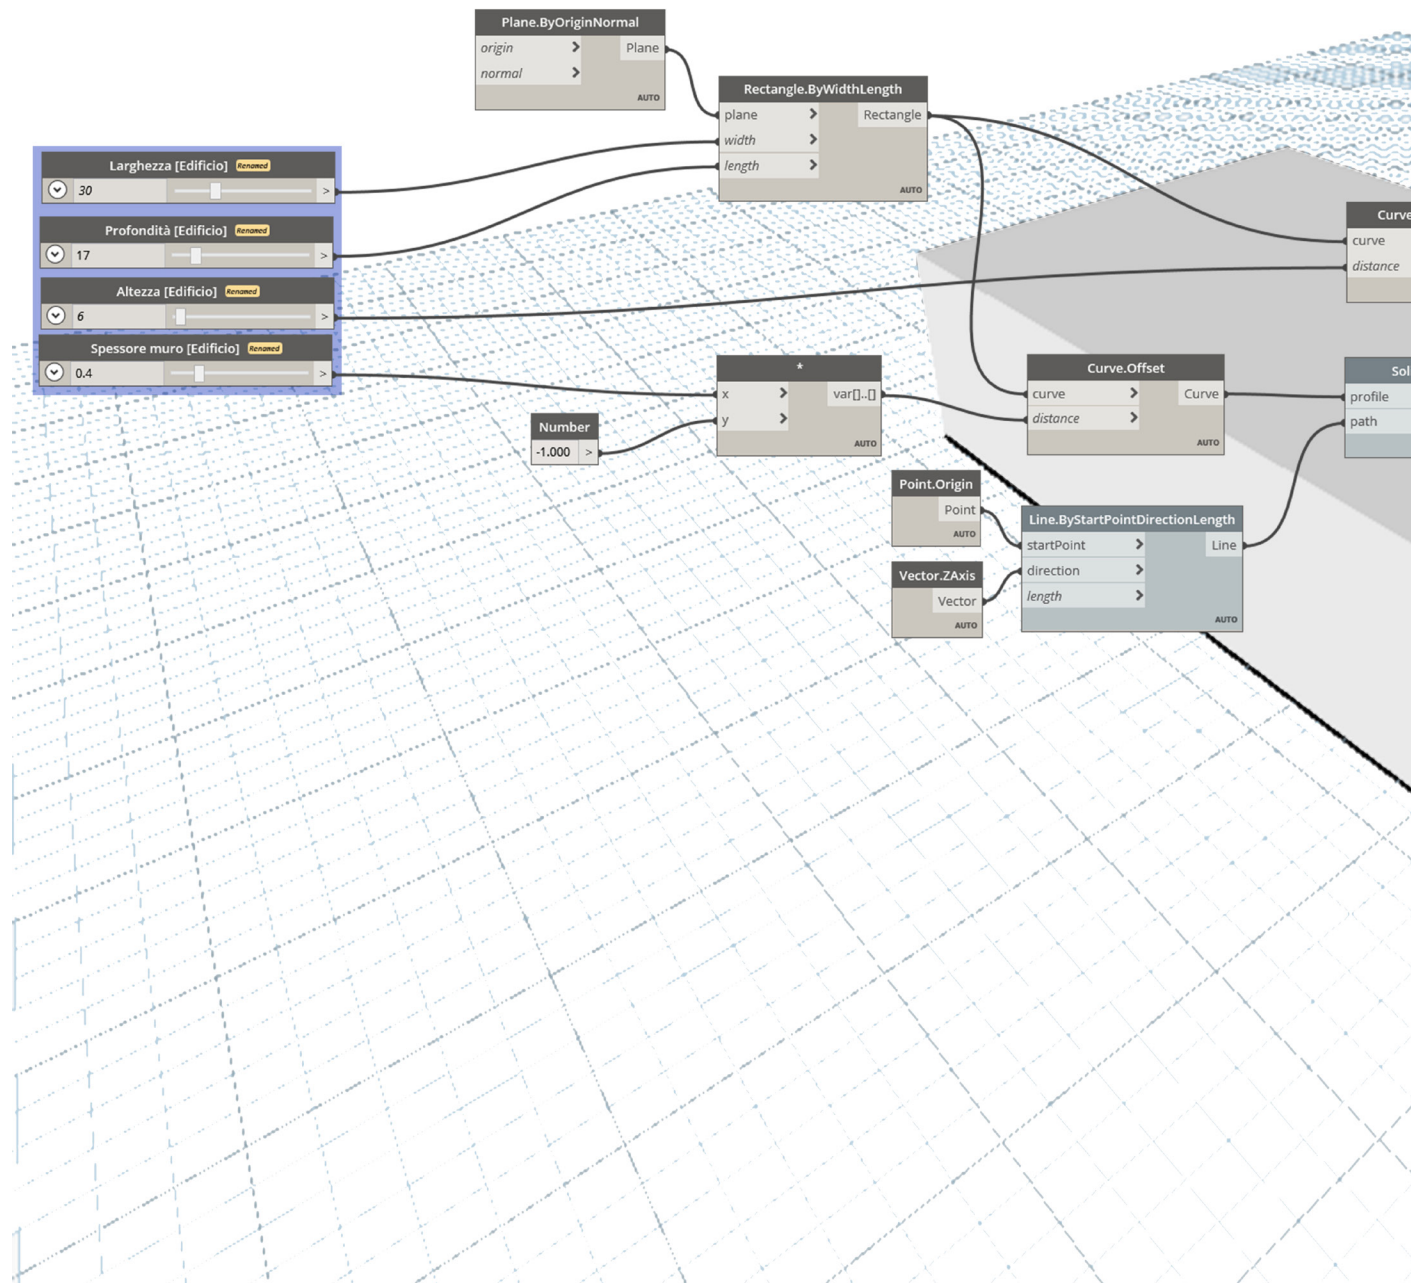 Plane.ByOriginNormal
origin > Plane
normal >
AUTO
Rectangle.ByWidthLength
plane > Rectangle
width >
length >
AUTO
Larghezza [Edificio] Renamed
30 >
Profondità [Edificio] Renamed
17 >
Altezza [Edificio] Renamed
6 >
Spessore muro [Edificio] Renamed
0.4 >
Number
-1.000 >
*
x > var[]..[]
y >
AUTO
Curve
curve
distance
Curve.Offset
curve > Curve
distance >
AUTO
Sol
profile
path
Point.Origin
Point
AUTO
Vector.ZAxis
Vector
AUTO
Line.ByStartPointDirectionLength
startPoint > Line
direction >
length >
AUTO